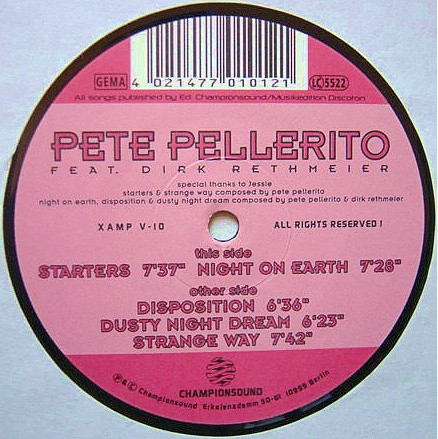 GEMA 4 021477 010121 LC 5522
All songs published by Ed. Championsound/Musikedition Discoton
PETE PELLERITO
FEAT. DIRK RETHMEIER
special thanks to Jessie
starters & strange way composed by pete pellerito
night on earth, disposition & dusty night dream composed by pete pellerito & dirk rethmeier
XAMP V-10 ALL RIGHTS RESERVED !
this side
STARTERS 7'37" NIGHT ON EARTH 7'28"
other side
DISPOSITION 6'36"
DUSTY NIGHT DREAM 6'23"
STRANGE WAY 7'42"
CHAMPIONSOUND
℗ & © Championsound Erkelenzdamm 59-61 10999 Berlin